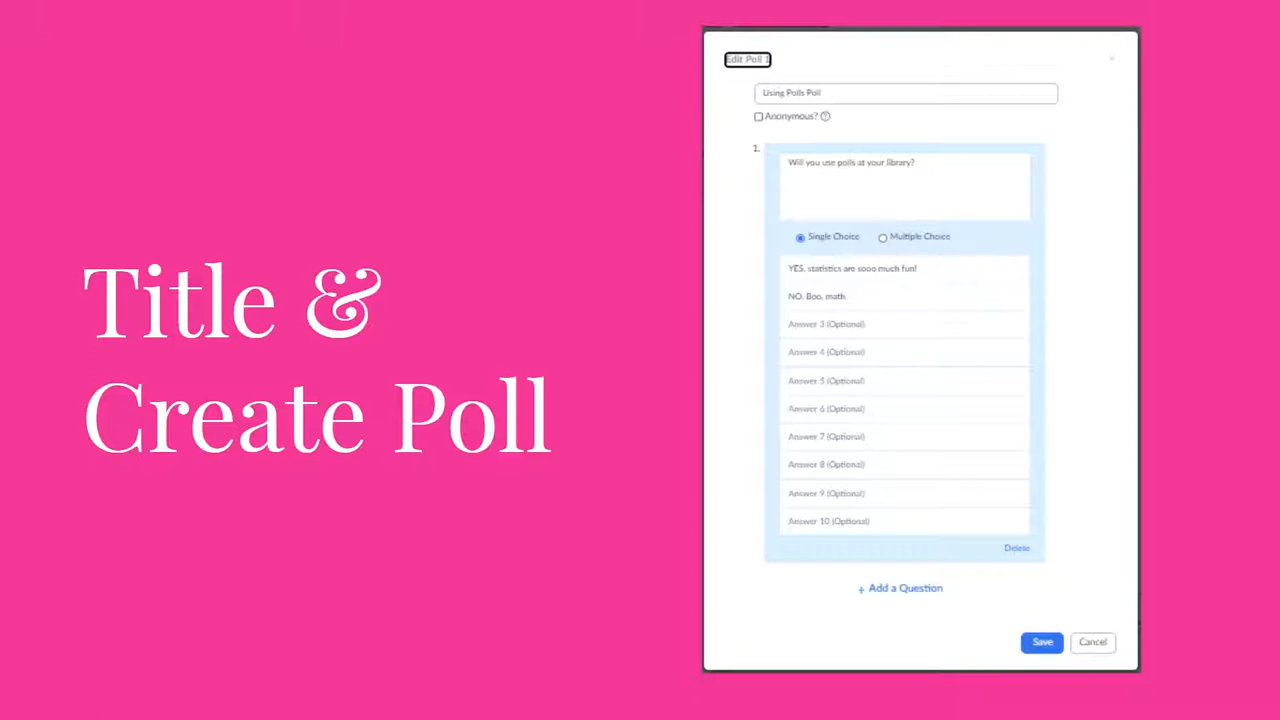 Title &
Create Poll
Edit Poll 1
Using Polls Poll
Anonymous?
1.
Will you use polls at your library?
Single Choice Multiple Choice
YES, statistics are sooo much fun!
NO. Boo, math.
Answer 3 (Optional)
Answer 4 (Optional)
Answer 5 (Optional)
Answer 6 (Optional)
Answer 7 (Optional)
Answer 8 (Optional)
Answer 9 (Optional)
Answer 10 (Optional)
Delete
+ Add a Question
Save Cancel